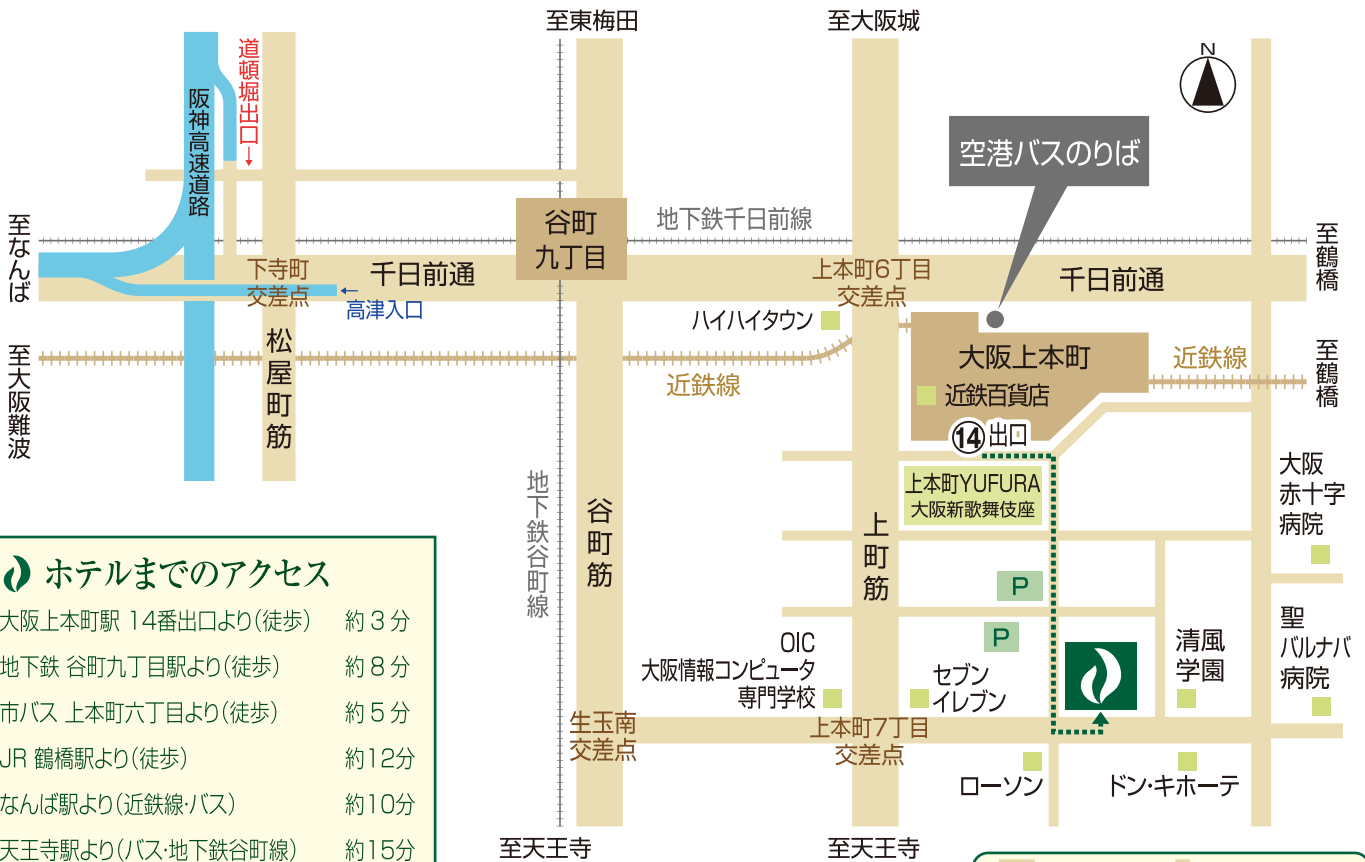 至東梅田
至大阪城
N
道頓堀出口
阪神高速道路
空港バスのりば
至なんば
谷町
九丁目
地下鉄千日前線
至鶴橋
下寺町
交差点
千日前通
高津入口
上本町6丁目
交差点
千日前通
ハイハイタウン
松屋町筋
至大阪難波
近鉄線
大阪上本町
近鉄百貨店
近鉄線
至鶴橋
14 出口
上本町YUFURA
大阪新歌舞伎座
大阪
赤十字
病院
地下鉄谷町線
谷町筋
上町筋
P
P
OIC
大阪情報コンピュータ
専門学校
セブン
イレブン
清風
学園
聖
バルナバ
病院
生玉南
交差点
上本町7丁目
交差点
ローソン
ドン・キホーテ
至天王寺
至天王寺
ホテルまでのアクセス
大阪上本町駅 14番出口より(徒歩) 約3分
地下鉄 谷町九丁目駅より(徒歩) 約8分
市バス 上本町六丁目より(徒歩) 約5分
JR 鶴橋駅より(徒歩) 約12分
なんば駅より(近鉄線・バス) 約10分
天王寺駅より(バス・地下鉄谷町線) 約15分